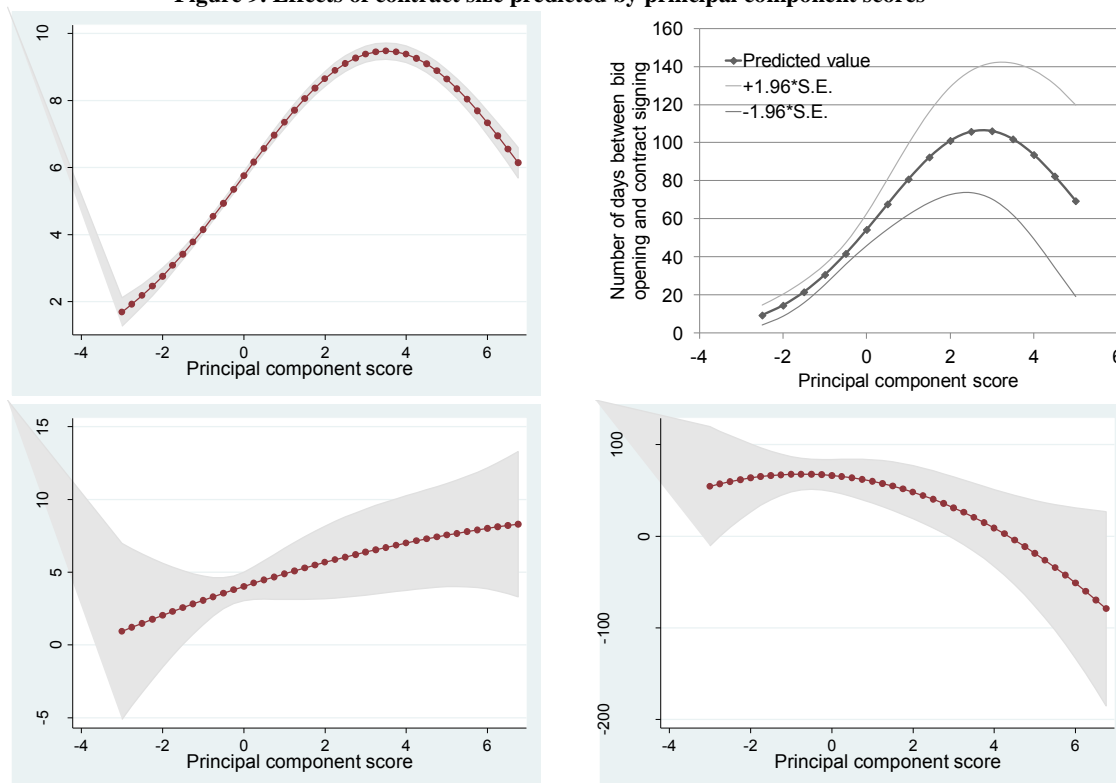 Figure 9. Effects of contract size predicted by principal component scores
10
8
6
4
2
-4 -2 0 2 4 6
Principal component score
160
140
120
100
80
60
40
20
0
Number of days between bid
opening and contract signing
Predicted value
+1.96*S.E.
-1.96*S.E.
-4 -2 0 2 4 6
Principal component score
15
10
5
0
-5
-4 -2 0 2 4 6
Principal component score
100
0
-100
-200
-4 -2 0 2 4 6
Principal component score